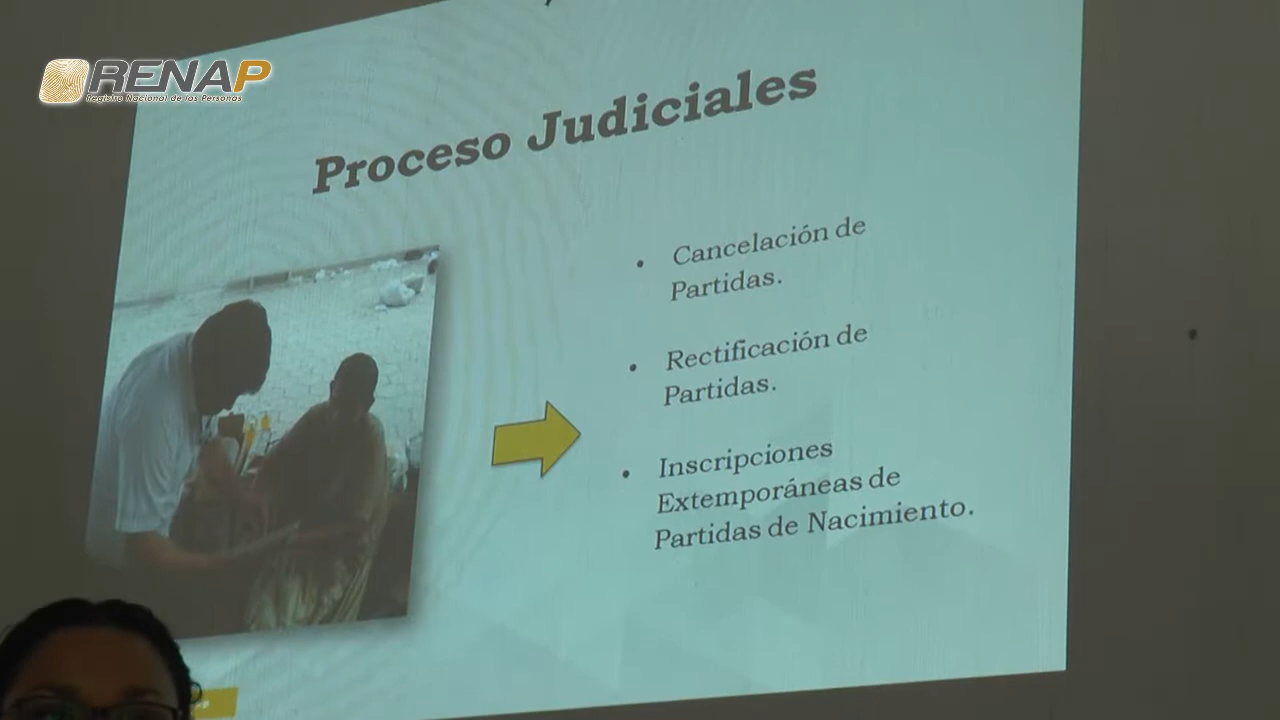 RENAP
Registro Nacional de las Personas
Proceso Judiciales
• Cancelación de
Partidas.
• Rectificación de
Partidas.
• Inscripciones
Extemporáneas de
Partidas de Nacimiento.